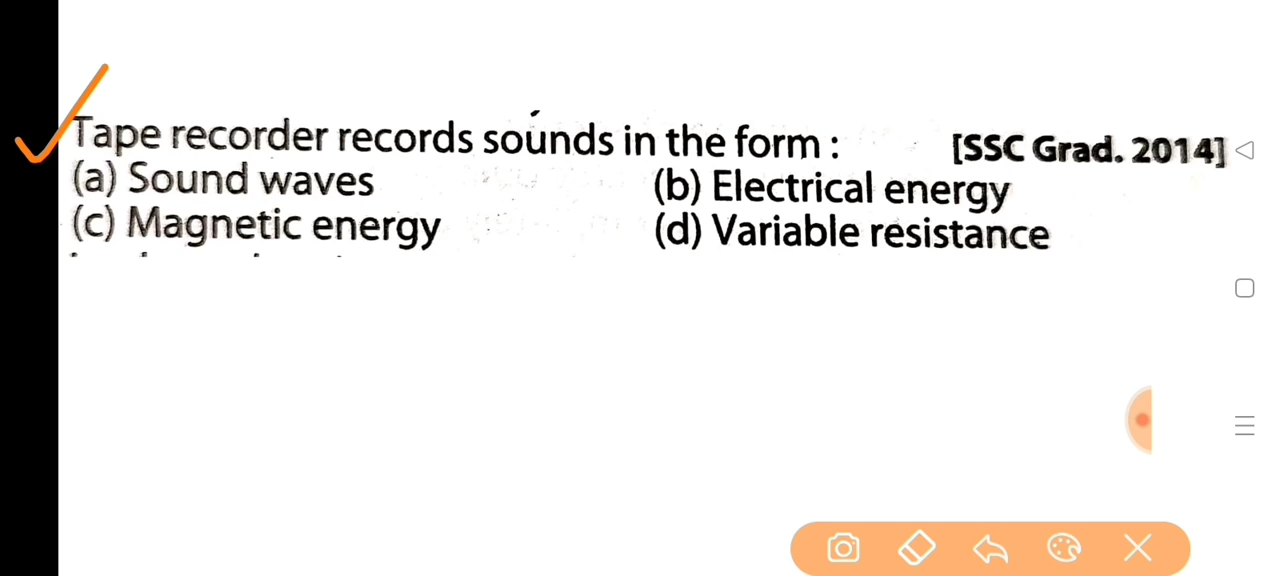 Tape recorder records sounds in the form : [SSC Grad. 2014]
(a) Sound waves (b) Electrical energy
(c) Magnetic energy (d) Variable resistance